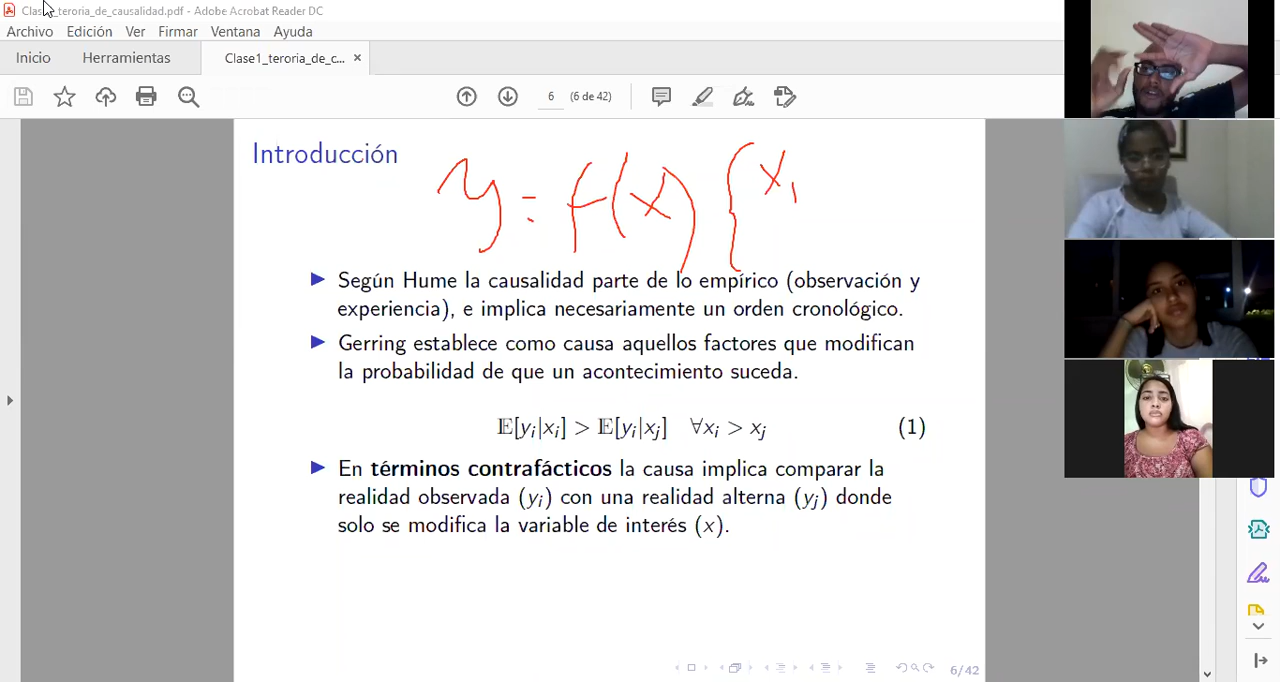 Clase1_teroria_de_causalidad.pdf - Adobe Acrobat Reader DC
Archivo Edición Ver Firmar Ventana Ayuda
Inicio Herramientas Clase1_teroria_de_c... ×
6 (6 de 42)
Introducción
y = f(x) { x₁
Según Hume la causalidad parte de lo empírico (observación y
experiencia), e implica necesariamente un orden cronológico.
Gerring establece como causa aquellos factores que modifican
la probabilidad de que un acontecimiento suceda.
𝔼[yᵢ|xᵢ] > 𝔼[yᵢ|xⱼ] ∀xᵢ > xⱼ (1)
En términos contrafácticos la causa implica comparar la
realidad observada (yᵢ) con una realidad alterna (yⱼ) donde
solo se modifica la variable de interés (x).
6/42